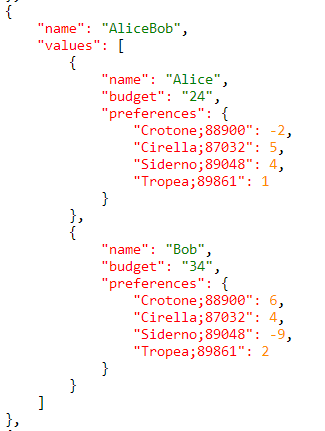 {
    "name": "AliceBob",
    "values": [
        {
            "name": "Alice",
            "budget": "24",
            "preferences": {
                "Crotone;88900": -2,
                "Cirella;87032": 5,
                "Siderno;89048": 4,
                "Tropea;89861": 1
            }
        },
        {
            "name": "Bob",
            "budget": "34",
            "preferences": {
                "Crotone;88900": 6,
                "Cirella;87032": 4,
                "Siderno;89048": -9,
                "Tropea;89861": 2
            }
        }
    ]
},